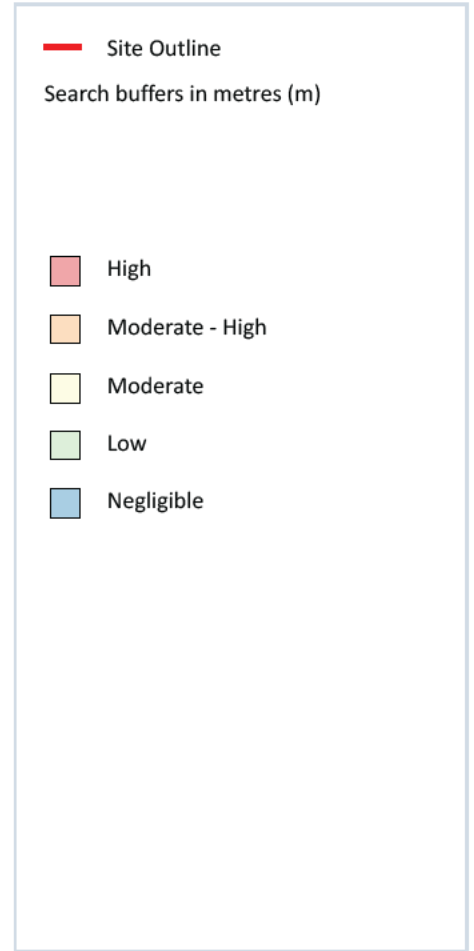 Site Outline
Search buffers in metres (m)
High
Moderate - High
Moderate
Low
Negligible